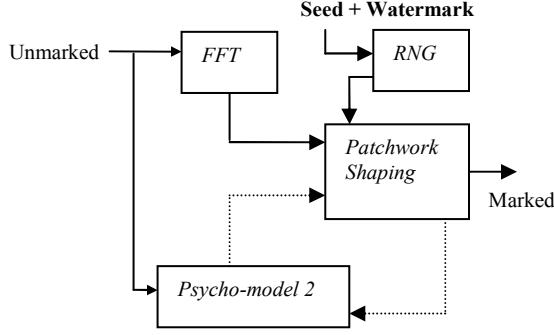 Seed + Watermark
Unmarked
FFT
RNG
Patchwork
Shaping
Marked
Psycho-model 2